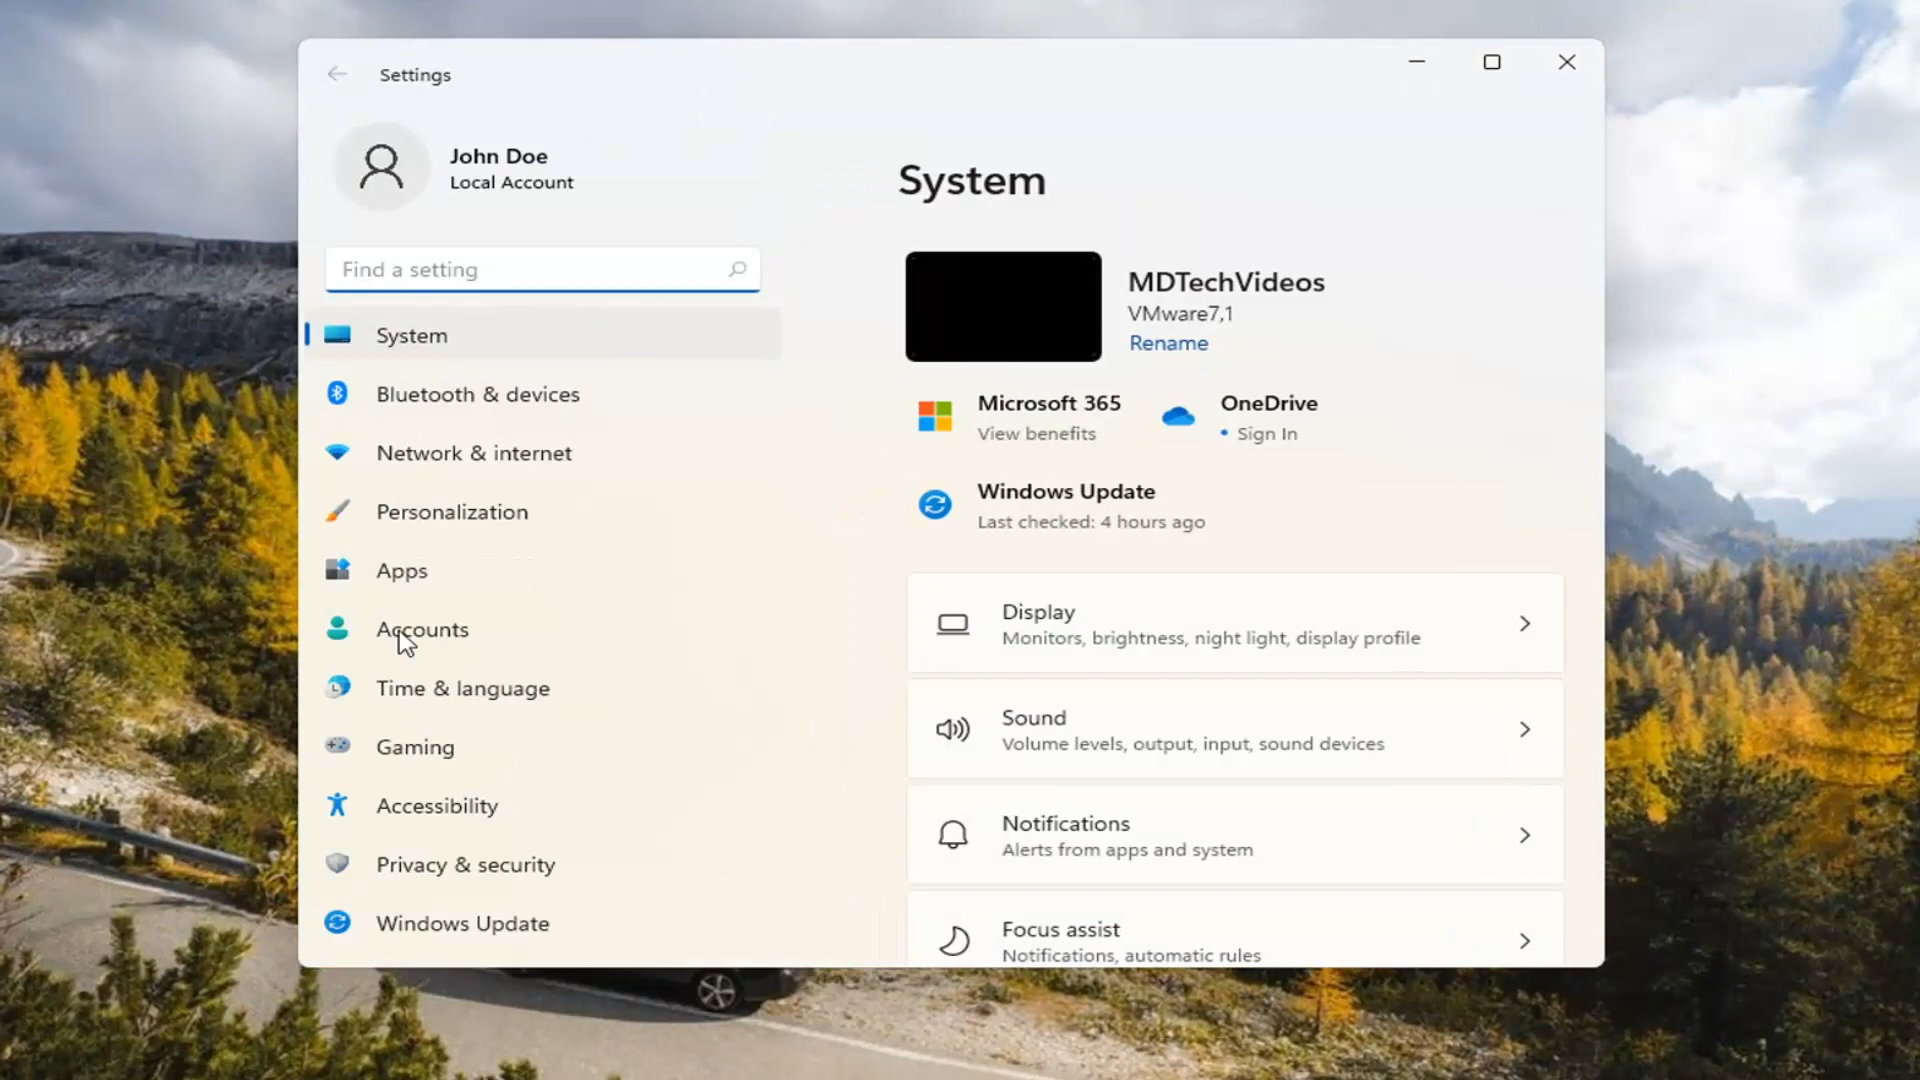 Settings
John Doe
Local Account
Find a setting
System
Bluetooth & devices
Network & internet
Personalization
Apps
Accounts
Time & language
Gaming
Accessibility
Privacy & security
Windows Update
System
MDTechVideos
VMware7,1
Rename
Microsoft 365
View benefits
OneDrive
• Sign In
Windows Update
Last checked: 4 hours ago
Display
Monitors, brightness, night light, display profile
Sound
Volume levels, output, input, sound devices
Notifications
Alerts from apps and system
Focus assist
Notifications, automatic rules